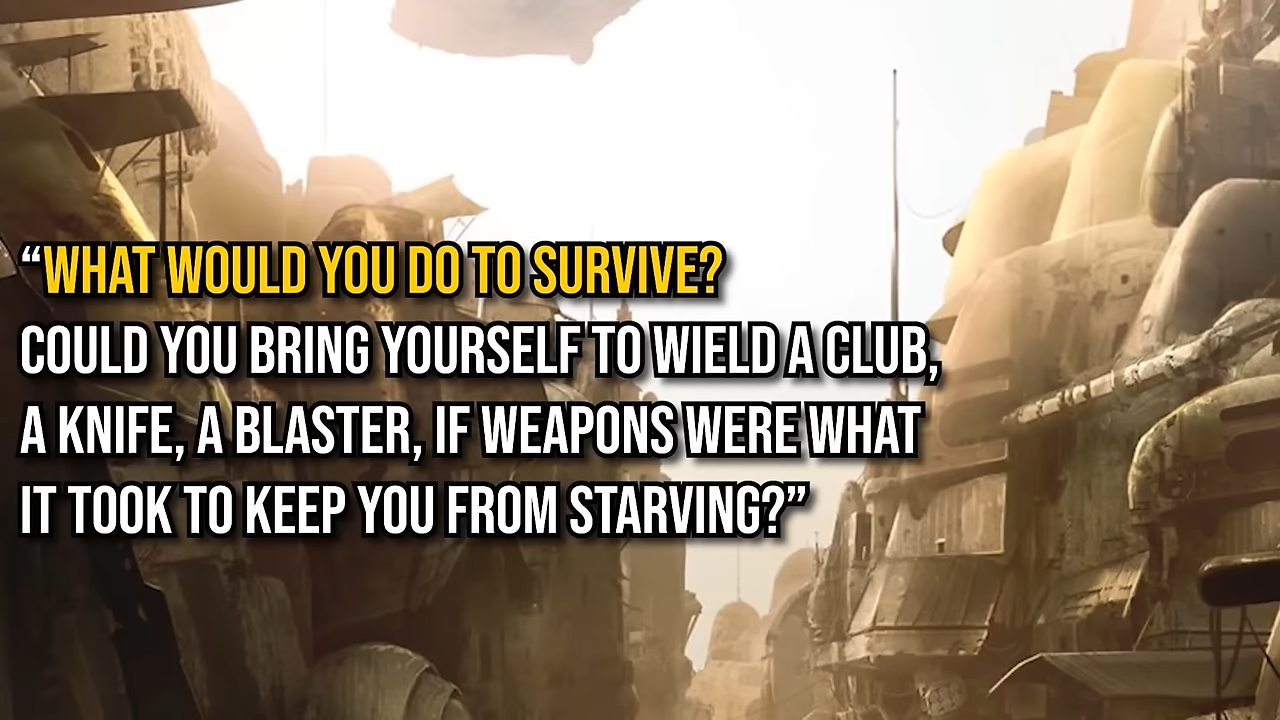 “WHAT WOULD YOU DO TO SURVIVE?
COULD YOU BRING YOURSELF TO WIELD A CLUB,
A KNIFE, A BLASTER, IF WEAPONS WERE WHAT
IT TOOK TO KEEP YOU FROM STARVING?”